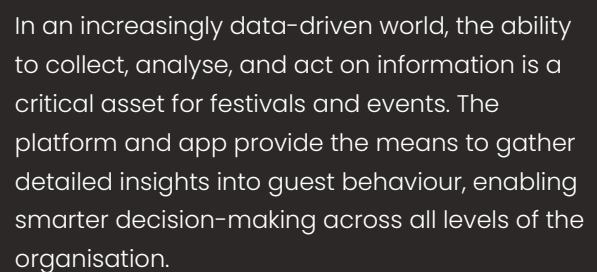 In an increasingly data-driven world, the ability
to collect, analyse, and act on information is a
critical asset for festivals and events. The
platform and app provide the means to gather
detailed insights into guest behaviour, enabling
smarter decision-making across all levels of the
organisation.